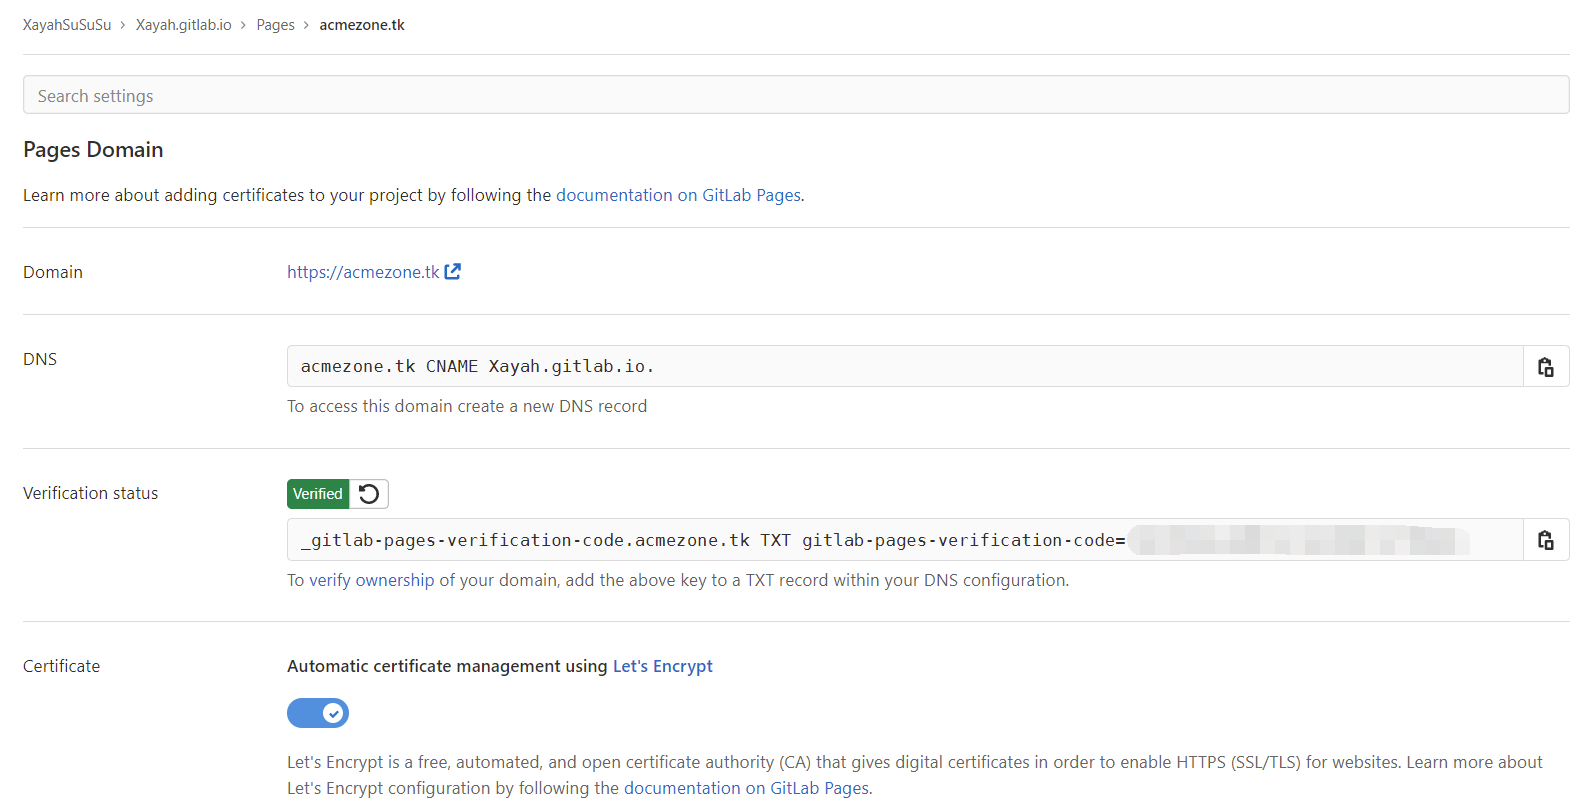 XayahSuSuSu › Xayah.gitlab.io › Pages › acmezone.tk
Search settings
Pages Domain
Learn more about adding certificates to your project by following the documentation on GitLab Pages.
Domain
https://acmezone.tk
DNS
acmezone.tk CNAME Xayah.gitlab.io.
To access this domain create a new DNS record
Verification status
Verified
_gitlab-pages-verification-code.acmezone.tk TXT gitlab-pages-verification-code=
To verify ownership of your domain, add the above key to a TXT record within your DNS configuration.
Certificate
Automatic certificate management using Let's Encrypt
Let's Encrypt is a free, automated, and open certificate authority (CA) that gives digital certificates in order to enable HTTPS (SSL/TLS) for websites. Learn more about
Let's Encrypt configuration by following the documentation on GitLab Pages.